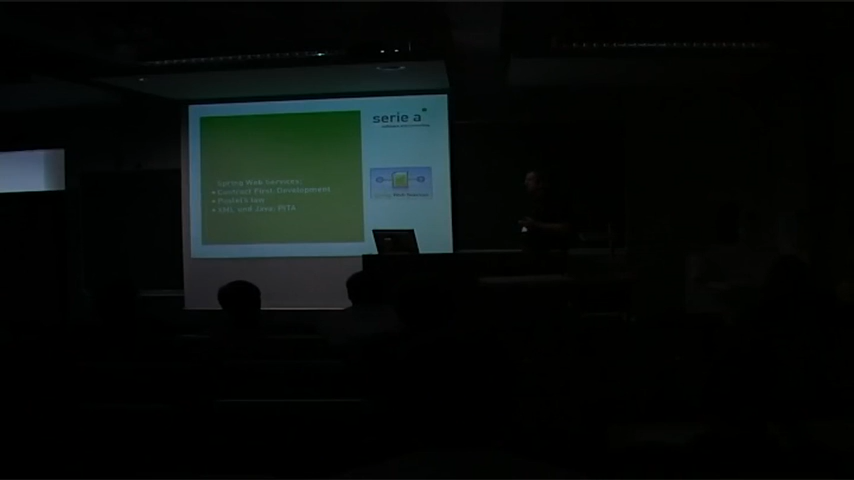 serie a
Spring Web Services:
• Contract First Development
• Postel's law
• XML und Java: PITA